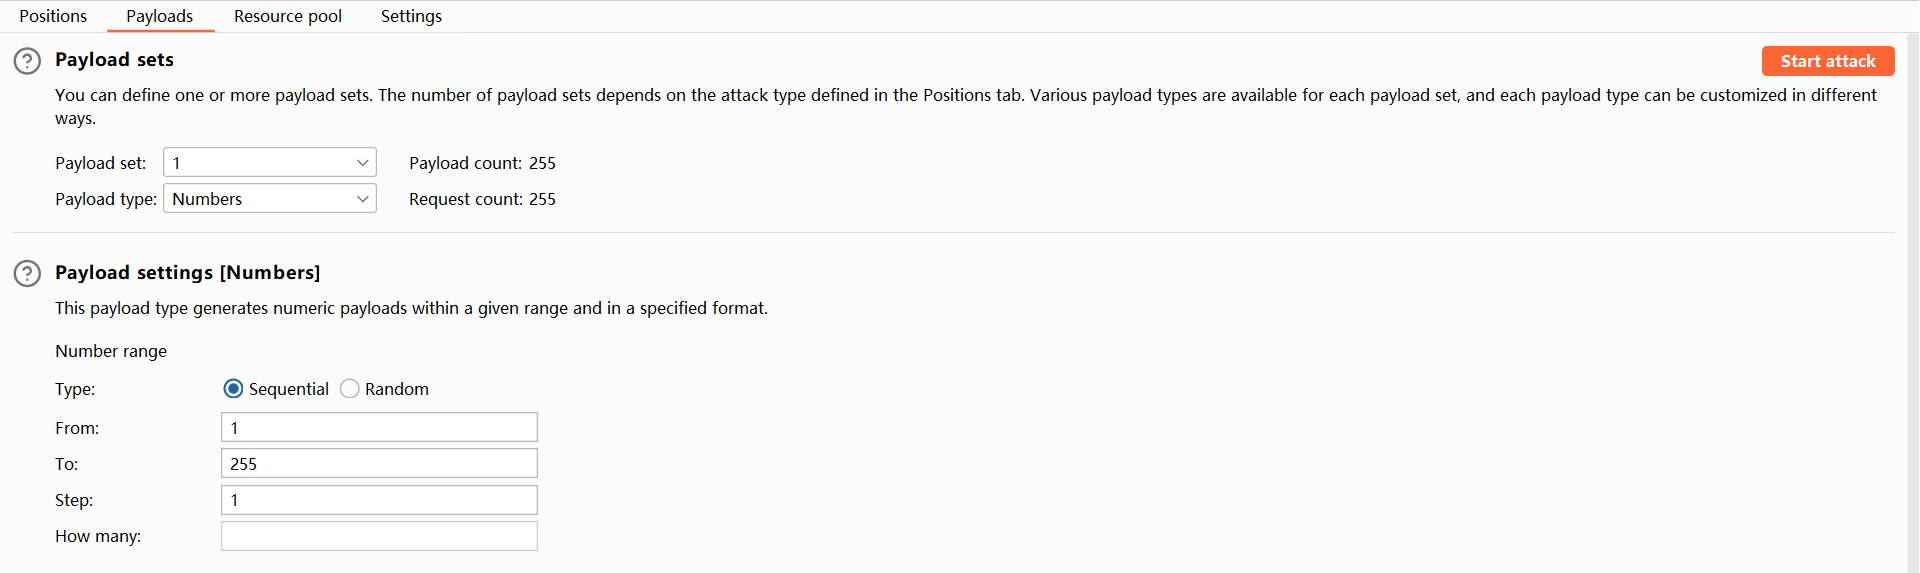 Positions Payloads Resource pool Settings
? Payload sets Start attack
You can define one or more payload sets. The number of payload sets depends on the attack type defined in the Positions tab. Various payload types are available for each payload set, and each payload type can be customized in different
ways.
Payload set: 1 Payload count: 255
Payload type: Numbers Request count: 255
? Payload settings [Numbers]
This payload type generates numeric payloads within a given range and in a specified format.
Number range
Type: Sequential Random
From: 1
To: 255
Step: 1
How many: